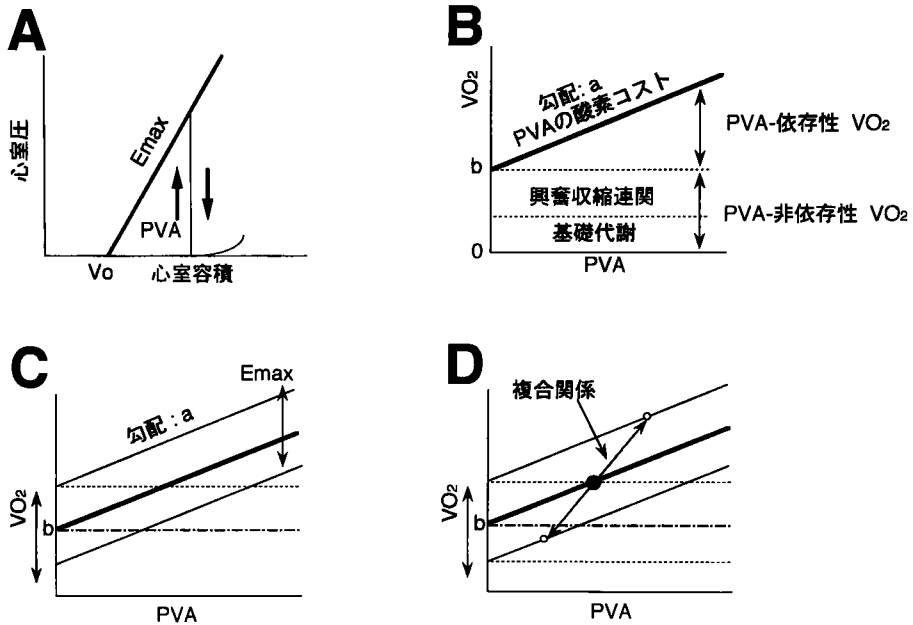 A
心室圧
Emax
PVA
Vo
心室容積
B
VO2
勾配: a
PVAの酸素コスト
PVA-依存性 VO2
b
興奮収縮連関
PVA-非依存性 VO2
基礎代謝
0
PVA
C
Emax
勾配 : a
VO2
b
PVA
D
複合関係
VO2
b
PVA